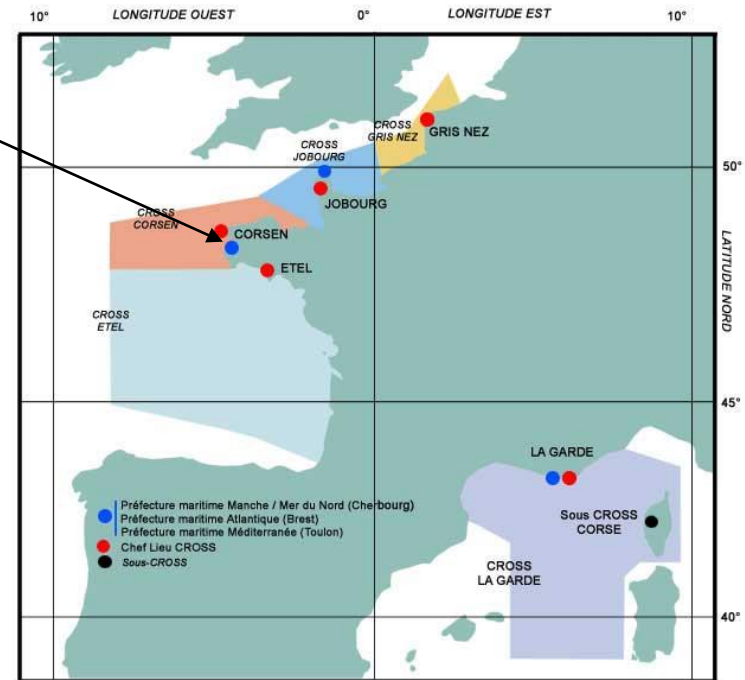 10° LONGITUDE OUEST 0° LONGITUDE EST 10°
CROSS
GRIS NEZ
GRIS NEZ
CROSS
JOBOURG
50°
JOBOURG
CROSS
CORSEN
CORSEN
ETEL
LATITUDE NORD
CROSS
ETEL
45°
LA GARDE
Préfecture maritime Manche / Mer du Nord (Cherbourg)
Préfecture maritime Atlantique (Brest)
Préfecture maritime Méditerranée (Toulon)
Chef Lieu CROSS
Sous-CROSS
Sous CROSS
CORSE
CROSS
LA GARDE
40°